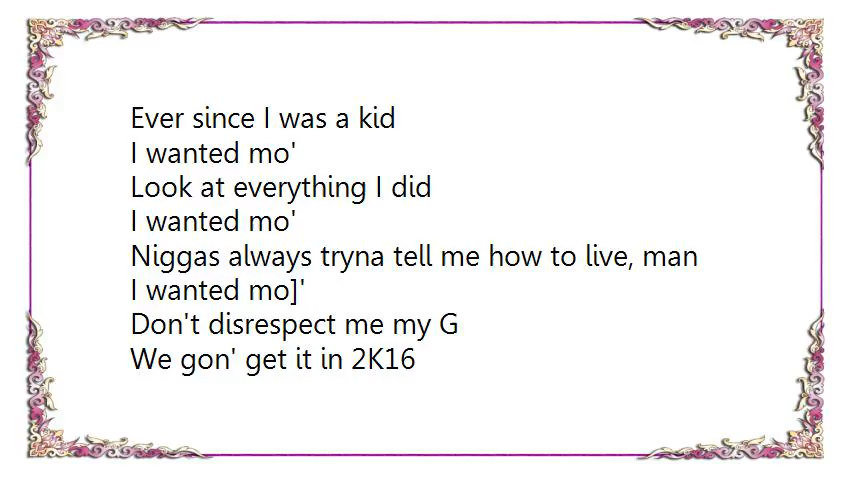 Ever since I was a kid
I wanted mo'
Look at everything I did
I wanted mo'
Niggas always tryna tell me how to live, man
I wanted mo]'
Don't disrespect me my G
We gon' get it in 2K16